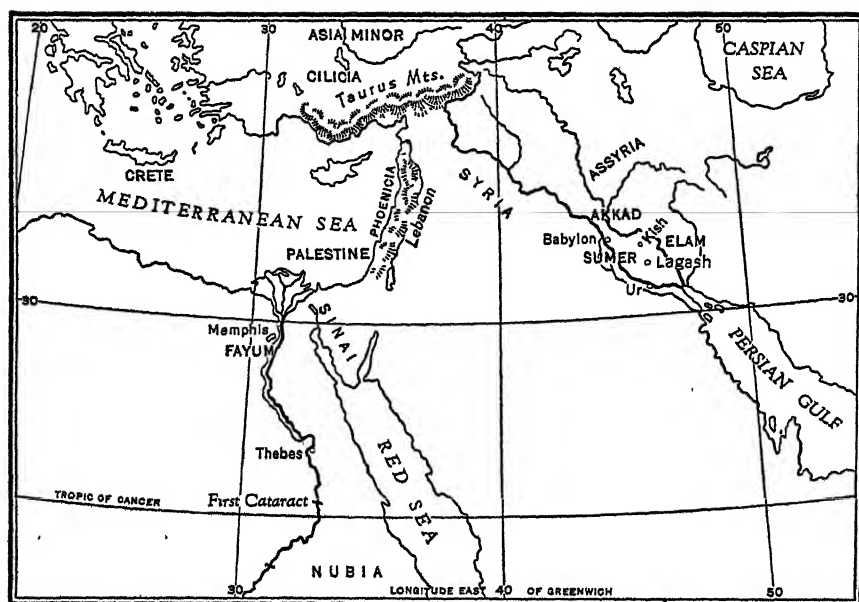 20
30
40
50
ASIA MINOR
CASPIAN
SEA
CILICIA
Taurus Mts.
CRETE
MEDITERRANEAN SEA
PHOENICIA
Lebanon
SYRIA
ASSYRIA
PALESTINE
AKKAD
Babylon
Kish
ELAM
SUMER
Lagash
Ur
30
30
SINAI
Memphis
FAYUM
PERSIAN GULF
Thebes
RED SEA
TROPIC OF CANCER
First Cataract
NUBIA
30
LONGITUDE EAST
40
OF GREENWICH
50